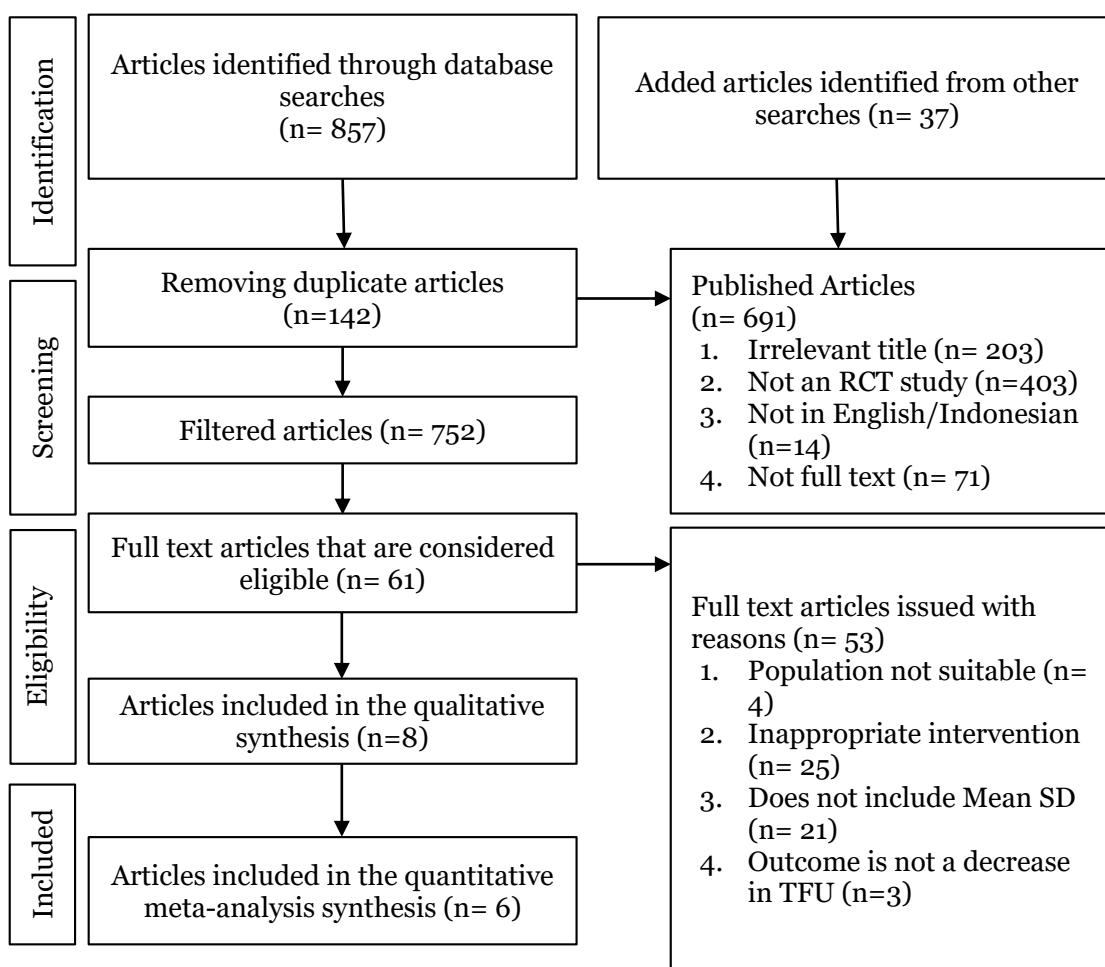 Identification
Articles identified through database
searches
(n= 857)
Added articles identified from other
searches (n= 37)
Screening
Removing duplicate articles
(n=142)
Published Articles
(n= 691)
1. Irrelevant title (n= 203)
2. Not an RCT study (n=403)
3. Not in English/Indonesian
(n=14)
4. Not full text (n= 71)
Filtered articles (n= 752)
Eligibility
Full text articles that are considered
eligible (n= 61)
Full text articles issued with
reasons (n= 53)
1. Population not suitable (n=
4)
2. Inappropriate intervention
(n= 25)
3. Does not include Mean SD
(n= 21)
4. Outcome is not a decrease
in TFU (n=3)
Articles included in the qualitative
synthesis (n=8)
Included
Articles included in the quantitative
meta-analysis synthesis (n= 6)